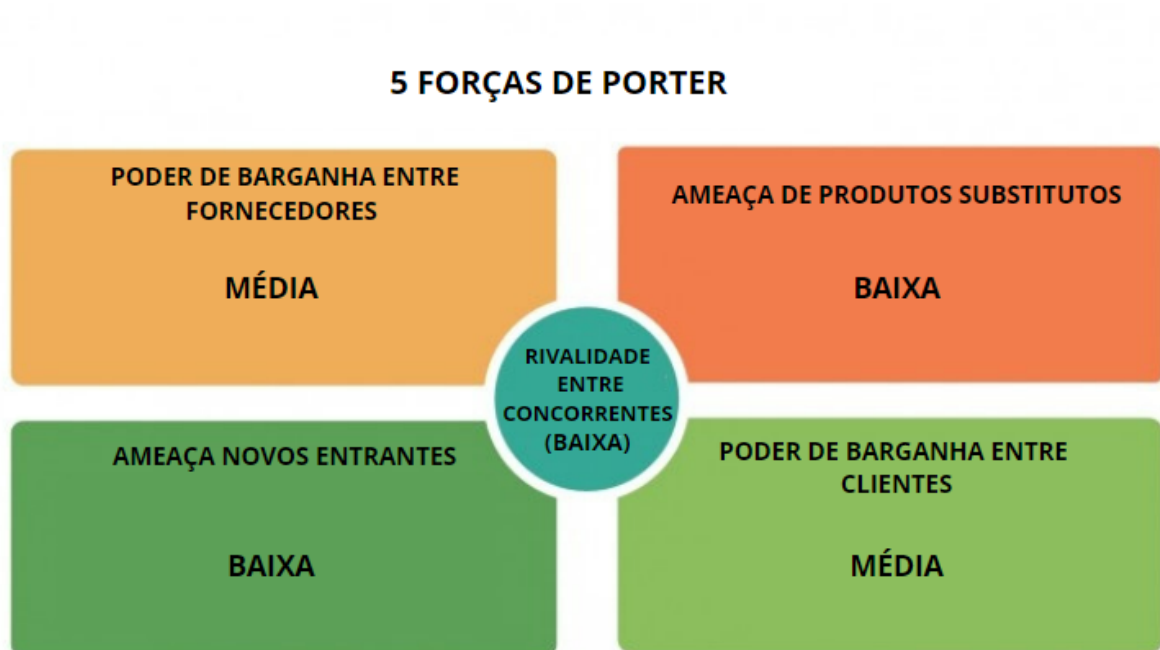 5 FORÇAS DE PORTER
PODER DE BARGANHA ENTRE
FORNECEDORES
MÉDIA
AMEAÇA DE PRODUTOS SUBSTITUTOS
BAIXA
RIVALIDADE
ENTRE
CONCORRENTES
(BAIXA)
AMEAÇA NOVOS ENTRANTES
BAIXA
PODER DE BARGANHA ENTRE
CLIENTES
MÉDIA